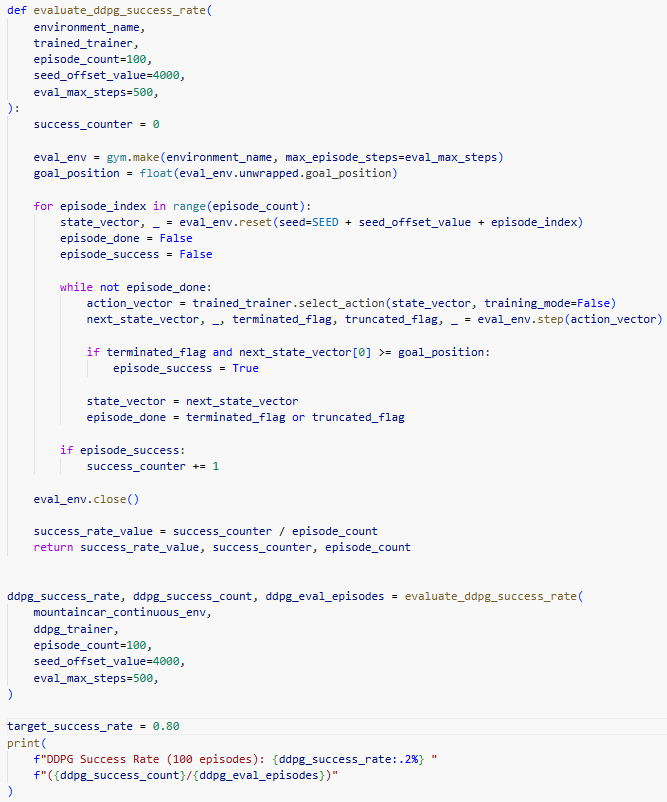 def evaluate_ddpg_success_rate(
    environment_name,
    trained_trainer,
    episode_count=100,
    seed_offset_value=4000,
    eval_max_steps=500,
):
    success_counter = 0

    eval_env = gym.make(environment_name, max_episode_steps=eval_max_steps)
    goal_position = float(eval_env.unwrapped.goal_position)

    for episode_index in range(episode_count):
        state_vector, _ = eval_env.reset(seed=SEED + seed_offset_value + episode_index)
        episode_done = False
        episode_success = False

        while not episode_done:
            action_vector = trained_trainer.select_action(state_vector, training_mode=False)
            next_state_vector, _, terminated_flag, truncated_flag, _ = eval_env.step(action_vector)

            if terminated_flag and next_state_vector[0] >= goal_position:
                episode_success = True

            state_vector = next_state_vector
            episode_done = terminated_flag or truncated_flag

        if episode_success:
            success_counter += 1

    eval_env.close()

    success_rate_value = success_counter / episode_count
    return success_rate_value, success_counter, episode_count


ddpg_success_rate, ddpg_success_count, ddpg_eval_episodes = evaluate_ddpg_success_rate(
    mountaincar_continuous_env,
    ddpg_trainer,
    episode_count=100,
    seed_offset_value=4000,
    eval_max_steps=500,
)

target_success_rate = 0.80
print(
    f"DDPG Success Rate (100 episodes): {ddpg_success_rate:.2%} "
    f"({ddpg_success_count}/{ddpg_eval_episodes})"
)